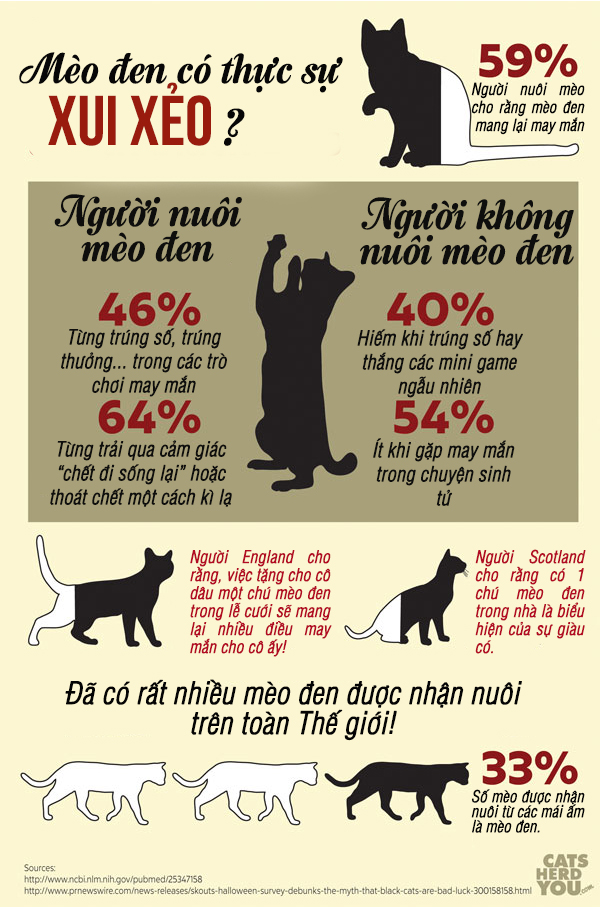 Mèo đen có thực sự
XUI XẺO ?
59%
Người nuôi mèo
cho rằng mèo đen
mang lại may mắn
Người nuôi
mèo đen
46%
Từng trúng số, trúng
thưởng... trong các trò
chơi may mắn
64%
Từng trải qua cảm giác
“chết đi sống lại” hoặc
thoát chết một cách kì lạ
Người không
nuôi mèo đen
40%
Hiếm khi trúng số hay
thắng các mini game
ngẫu nhiên
54%
Ít khi gặp may mắn
trong chuyện sinh
tử
Người England cho
rằng, việc tặng cho cô
dâu một chú mèo đen
trong lễ cưới sẽ mang
lại nhiều điều may
mắn cho cô ấy!
Người Scotland
cho rằng có 1
chú mèo đen
trong nhà là biểu
hiện của sự giàu
có.
Đã có rất nhiều mèo đen được nhận nuôi
trên toàn Thế giới!
33%
Số mèo được nhận
nuôi từ các mái ấm
là mèo đen.
Sources:
http://www.ncbi.nlm.nih.gov/pubmed/25347158
http://www.prnewswire.com/news-releases/skouts-halloween-survey-debunks-the-myth-that-black-cats-are-bad-luck-300158158.html
CATS
HERD
YOU.COM